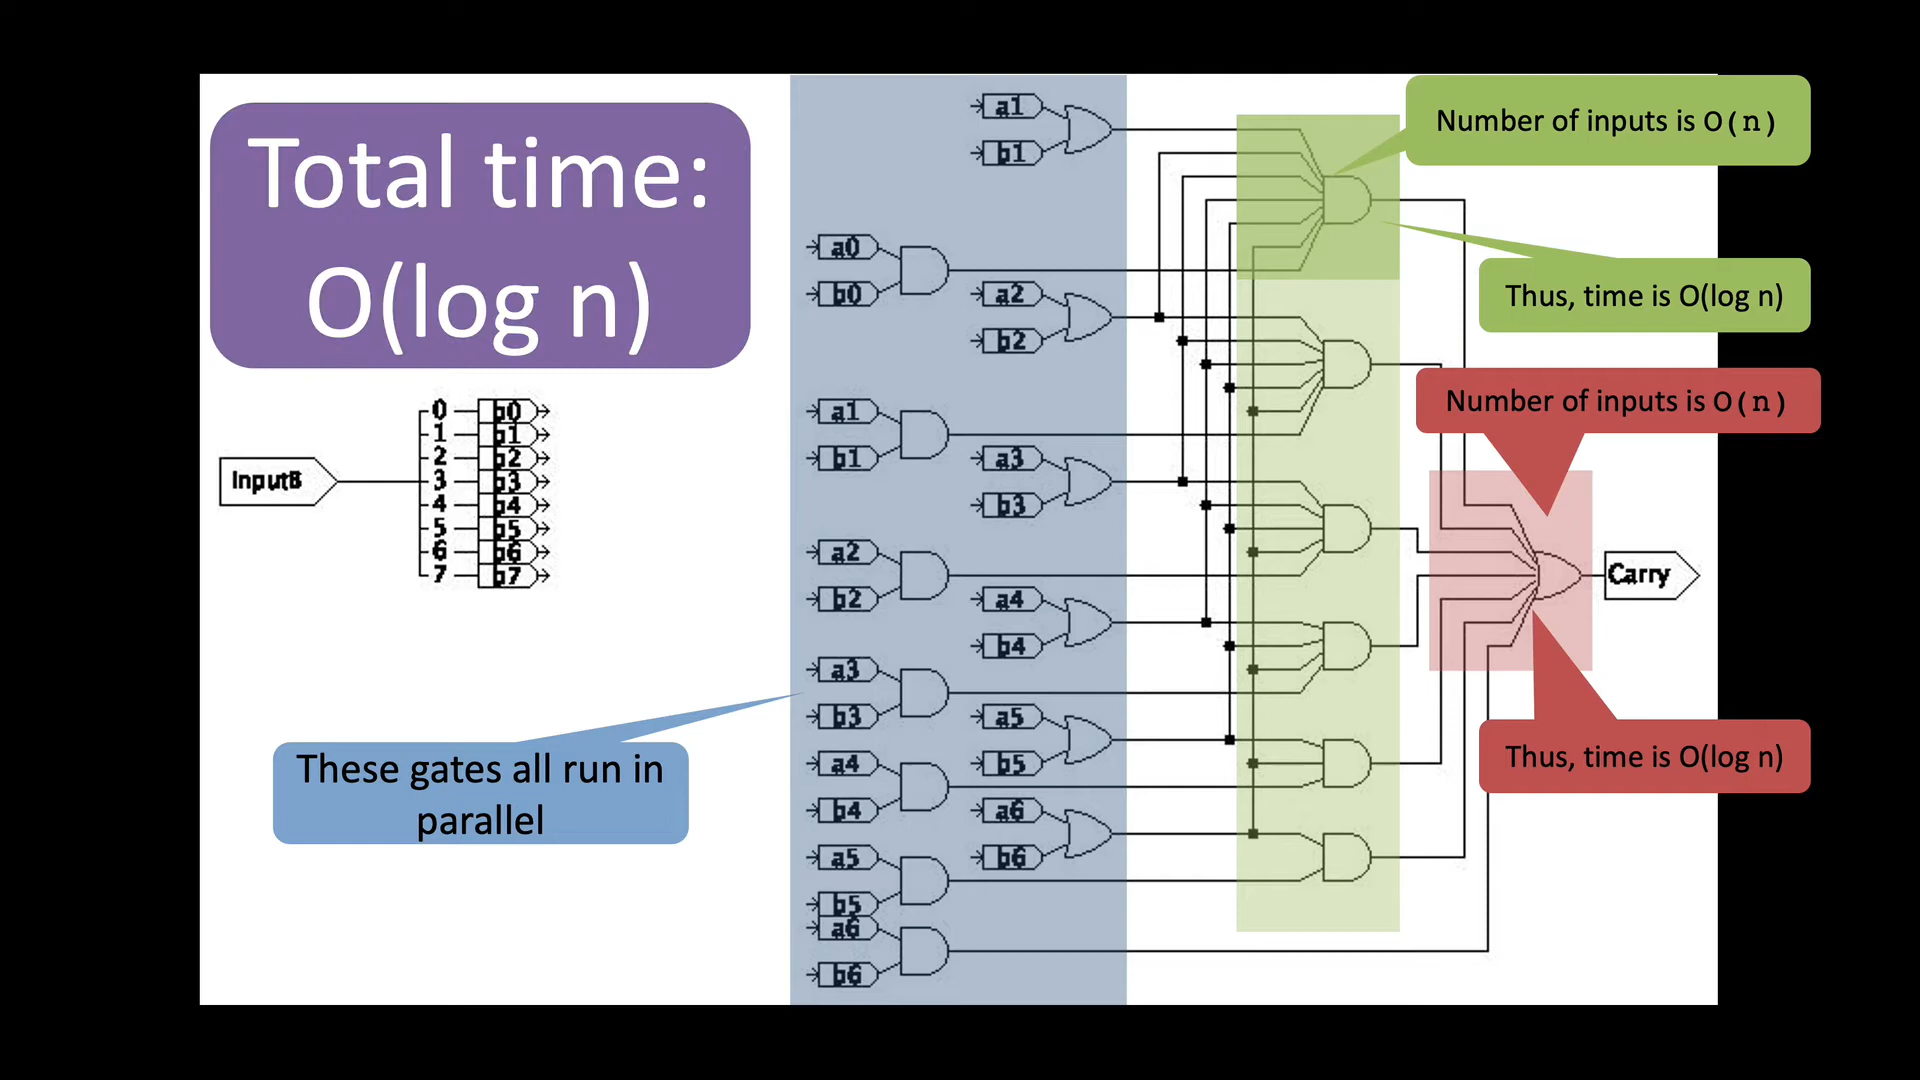 Total time:
O(log n)
Number of inputs is O(n)
Thus, time is O(log n)
Number of inputs is O(n)
Thus, time is O(log n)
These gates all run in
parallel
0 b0
1 b1
2 b2
3 b3
4 b4
5 b5
6 b6
7 b7
a1
b1
a0
b0
a2
b2
a1
b1
a3
b3
a2
b2
a4
b4
a3
b3
a5
b5
a4
b4
a6
b6
a5
b5
a6
b6
Carry